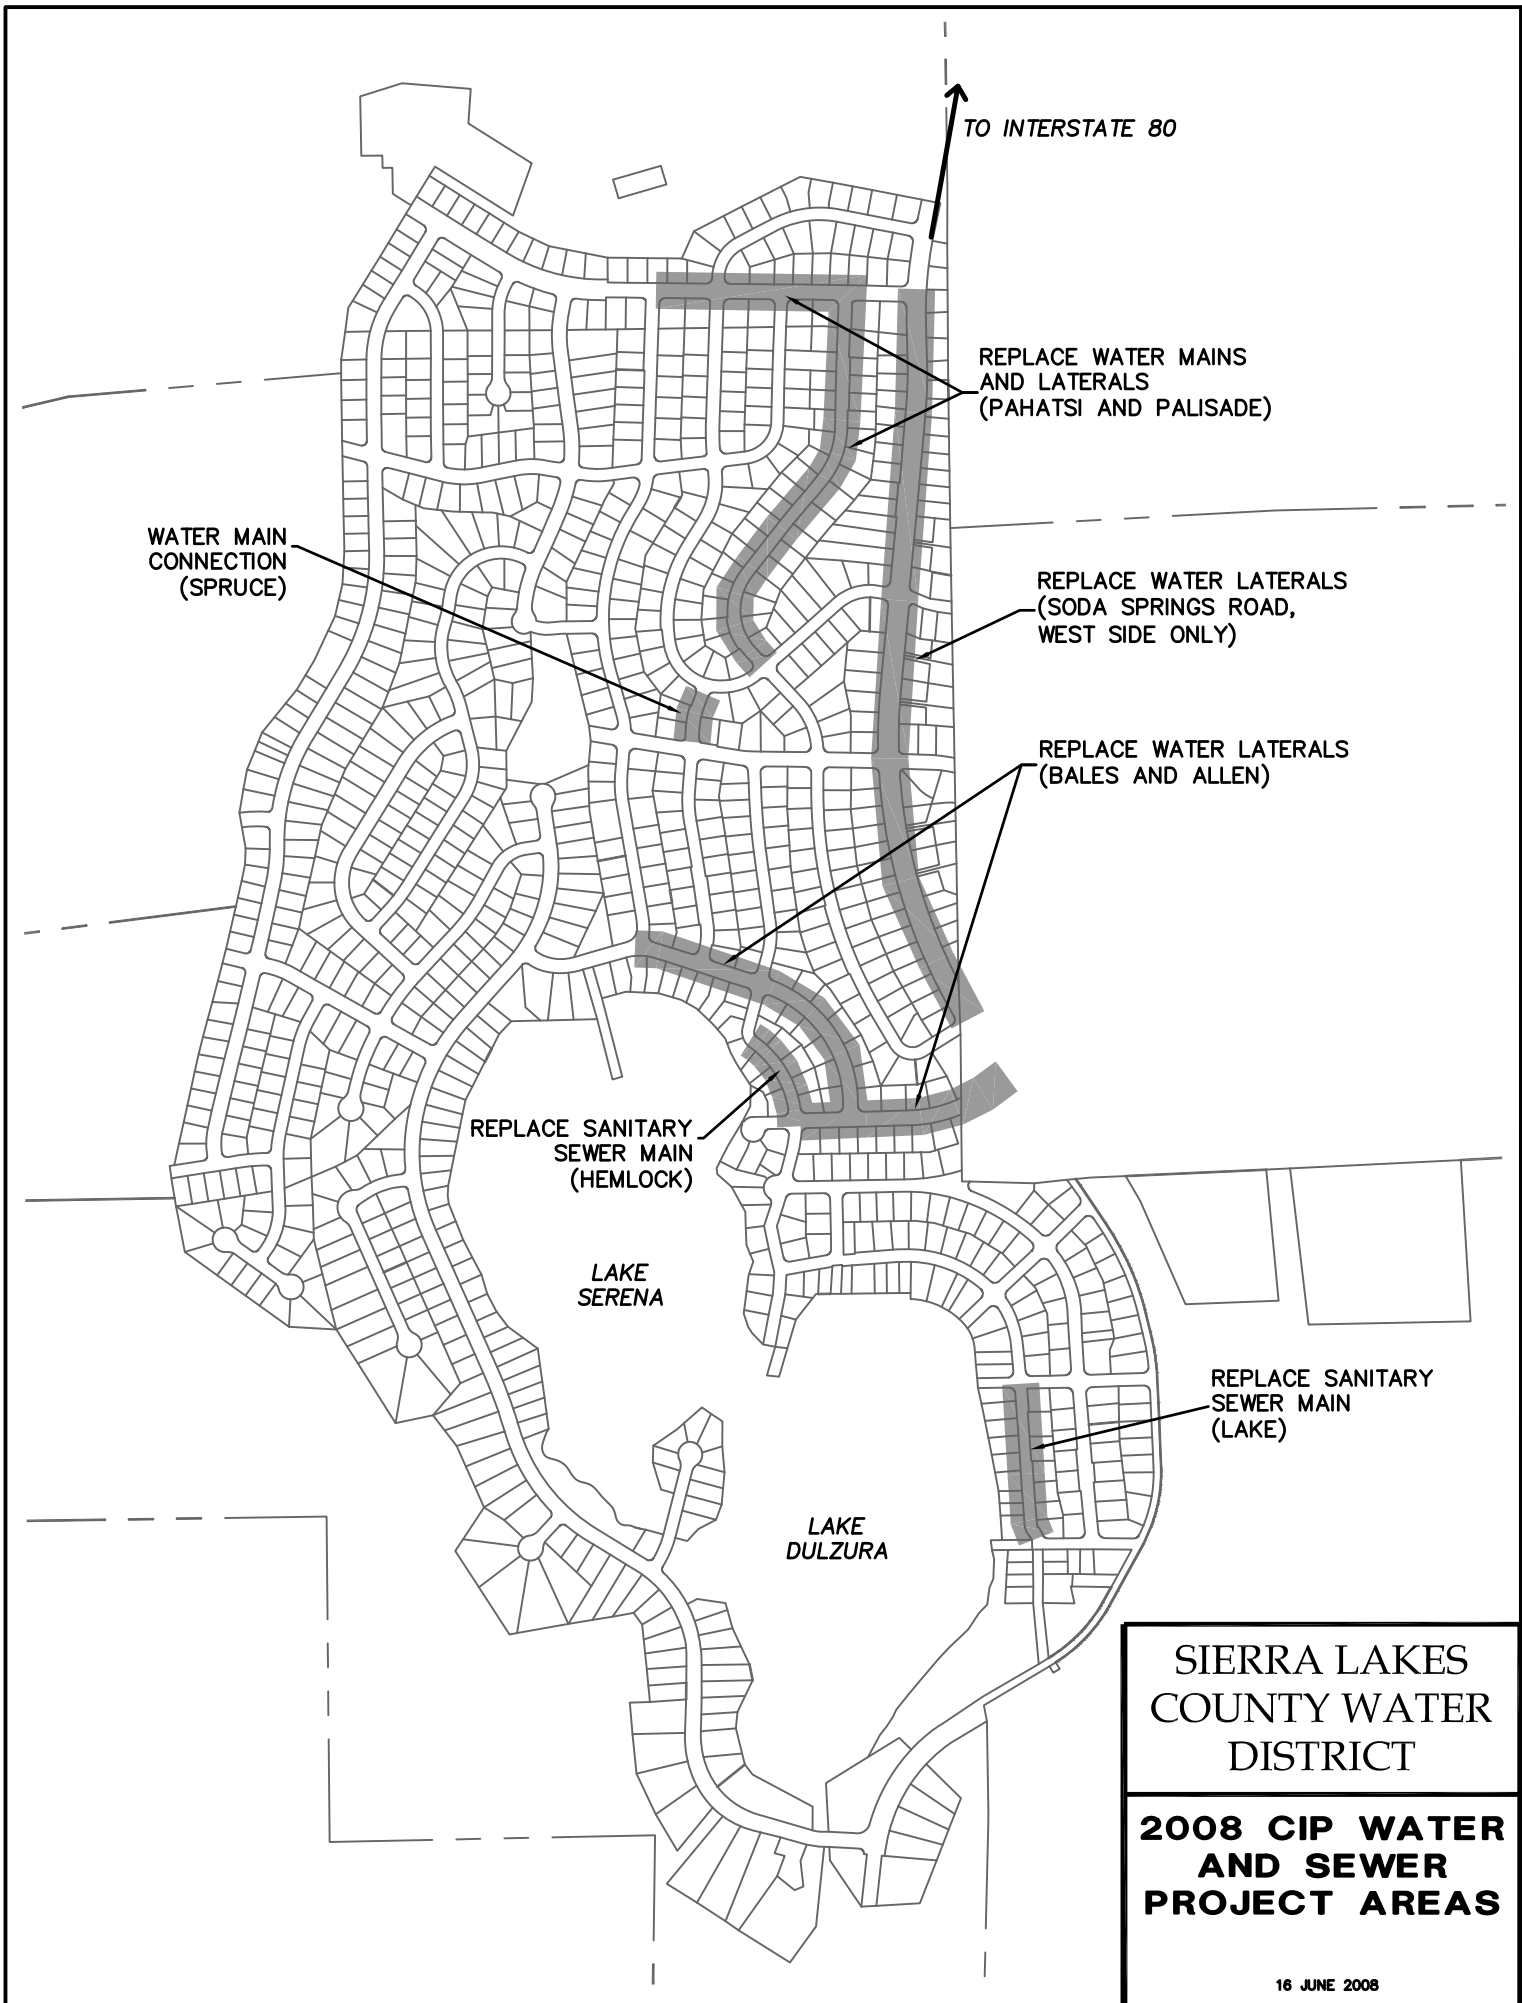 TO INTERSTATE 80
REPLACE WATER MAINS
AND LATERALS
(PAHATSI AND PALISADE)
WATER MAIN
CONNECTION
(SPRUCE)
REPLACE WATER LATERALS
(SODA SPRINGS ROAD,
WEST SIDE ONLY)
REPLACE WATER LATERALS
(BALES AND ALLEN)
REPLACE SANITARY
SEWER MAIN
(HEMLOCK)
LAKE
SERENA
REPLACE SANITARY
SEWER MAIN
(LAKE)
LAKE
DULZURA
SIERRA LAKES
COUNTY WATER
DISTRICT
2008 CIP WATER
AND SEWER
PROJECT AREAS
16 JUNE 2008